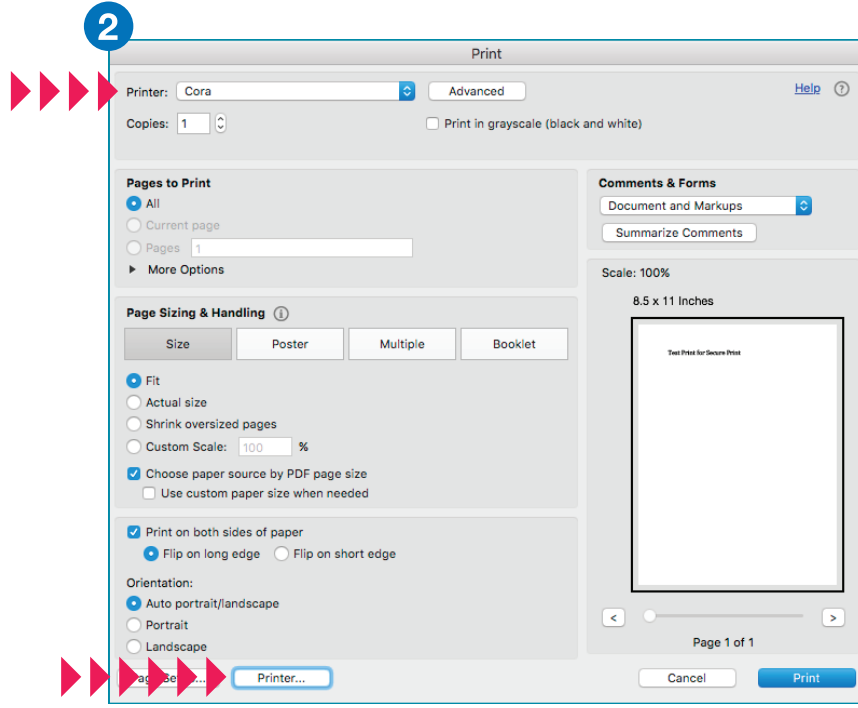 2
Print
Printer: Cora Advanced Help ?
Copies: 1 Print in grayscale (black and white)
Pages to Print
All
Current page
Pages 1
More Options
Comments & Forms
Document and Markups
Summarize Comments
Scale: 100%
8.5 x 11 Inches
Test Print for Secure Print
Page Sizing & Handling i
Size Poster Multiple Booklet
Fit
Actual size
Shrink oversized pages
Custom Scale: 100 %
Choose paper source by PDF page size
Use custom paper size when needed
Print on both sides of paper
Flip on long edge Flip on short edge
Orientation:
Auto portrait/landscape
Portrait
Landscape
< >
Page 1 of 1
Printer... Cancel Print